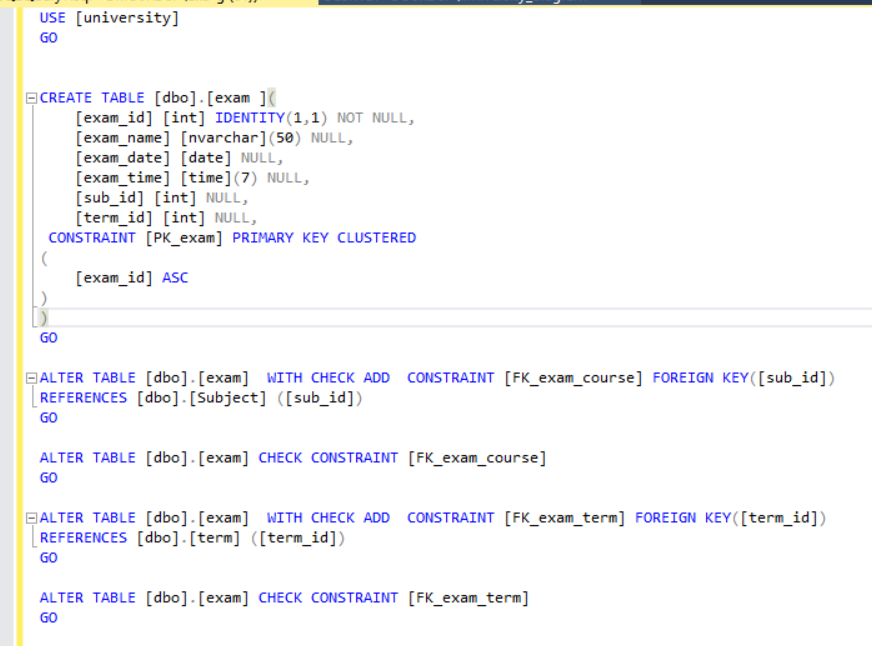 USE [university]
GO
CREATE TABLE [dbo].[exam ](
[exam_id] [int] IDENTITY(1,1) NOT NULL,
[exam_name] [nvarchar](50) NULL,
[exam_date] [date] NULL,
[exam_time] [time](7) NULL,
[sub_id] [int] NULL,
[term_id] [int] NULL,
CONSTRAINT [PK_exam] PRIMARY KEY CLUSTERED
(
[exam_id] ASC
)
)
GO
ALTER TABLE [dbo].[exam]  WITH CHECK ADD  CONSTRAINT [FK_exam_course] FOREIGN KEY([sub_id])
REFERENCES [dbo].[Subject] ([sub_id])
GO
ALTER TABLE [dbo].[exam] CHECK CONSTRAINT [FK_exam_course]
GO
ALTER TABLE [dbo].[exam]  WITH CHECK ADD  CONSTRAINT [FK_exam_term] FOREIGN KEY([term_id])
REFERENCES [dbo].[term] ([term_id])
GO
ALTER TABLE [dbo].[exam] CHECK CONSTRAINT [FK_exam_term]
GO